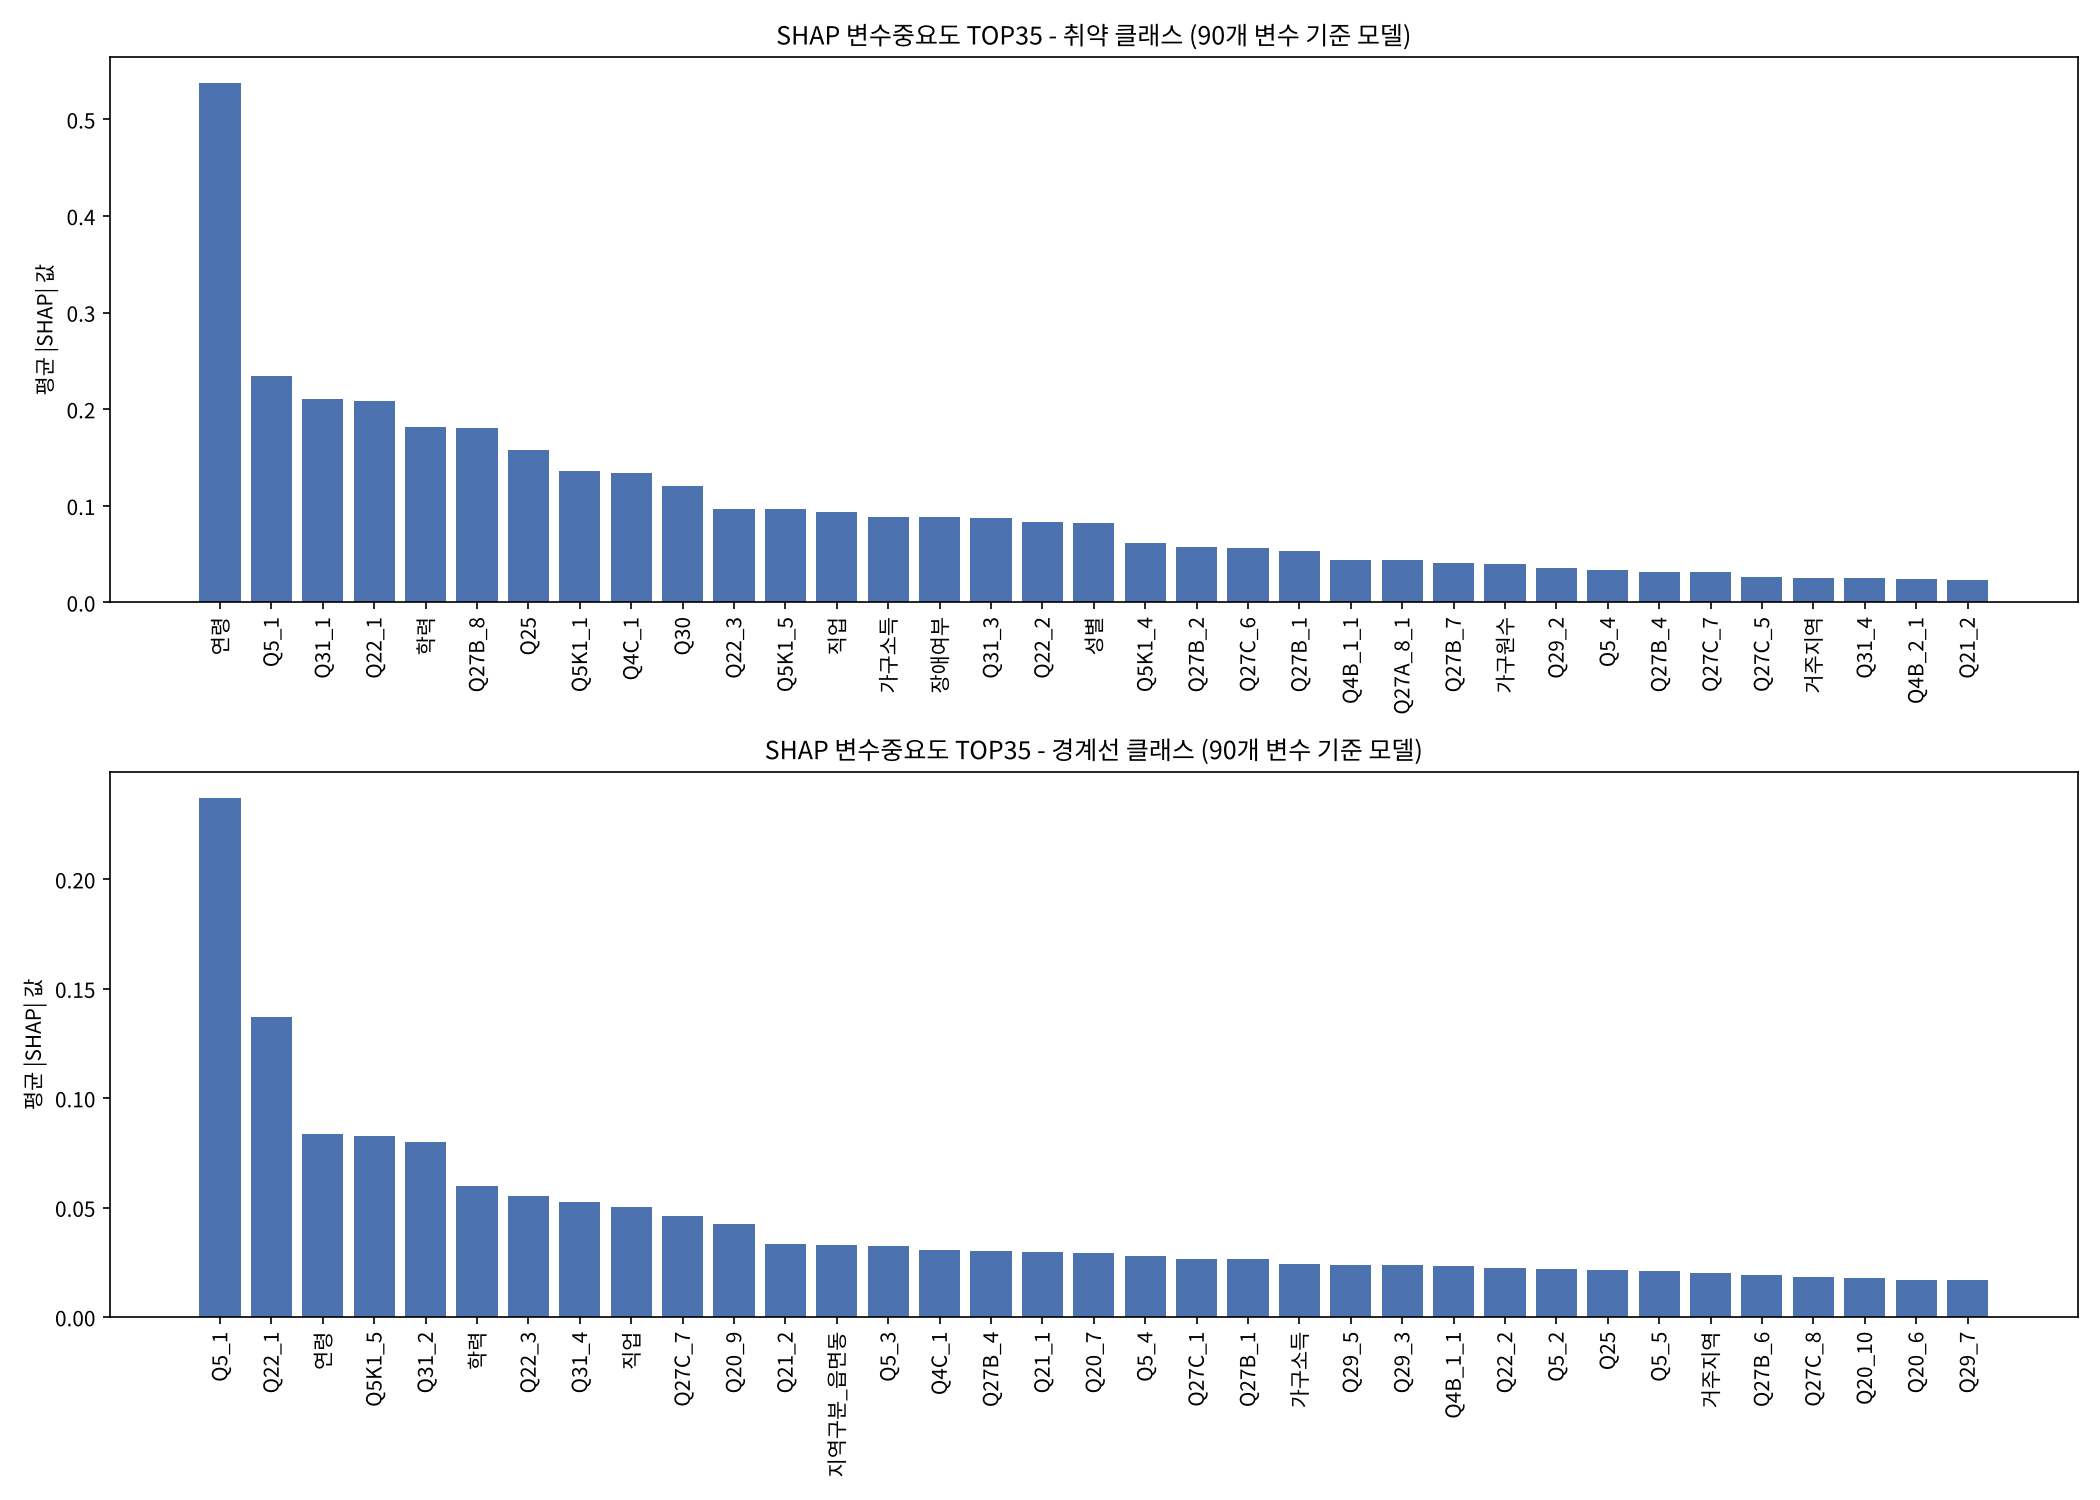 SHAP 변수중요도 TOP35 - 취약 클래스 (90개 변수 기준 모델)
평균 |SHAP| 값
0.5
0.4
0.3
0.2
0.1
0.0
연령
Q5_1
Q31_1
Q22_1
학력
Q27B_8
Q25
Q5K1_1
Q4C_1
Q30
Q22_3
Q5K1_5
직업
가구소득
장애여부
Q31_3
Q22_2
성별
Q5K1_4
Q27B_2
Q27C_6
Q27B_1
Q4B_1_1
Q27A_8_1
Q27B_7
가구원수
Q29_2
Q5_4
Q27B_4
Q27C_7
Q27C_5
거주지역
Q31_4
Q4B_2_1
Q21_2
SHAP 변수중요도 TOP35 - 경계선 클래스 (90개 변수 기준 모델)
평균 |SHAP| 값
0.20
0.15
0.10
0.05
0.00
Q5_1
Q22_1
연령
Q5K1_5
Q31_2
학력
Q22_3
Q31_4
직업
Q27C_7
Q20_9
Q21_2
지역구분_읍면동
Q5_3
Q4C_1
Q27B_4
Q21_1
Q20_7
Q5_4
Q27C_1
Q27B_1
가구소득
Q29_5
Q29_3
Q4B_1_1
Q22_2
Q5_2
Q25
Q5_5
거주지역
Q27B_6
Q27C_8
Q20_10
Q20_6
Q29_7